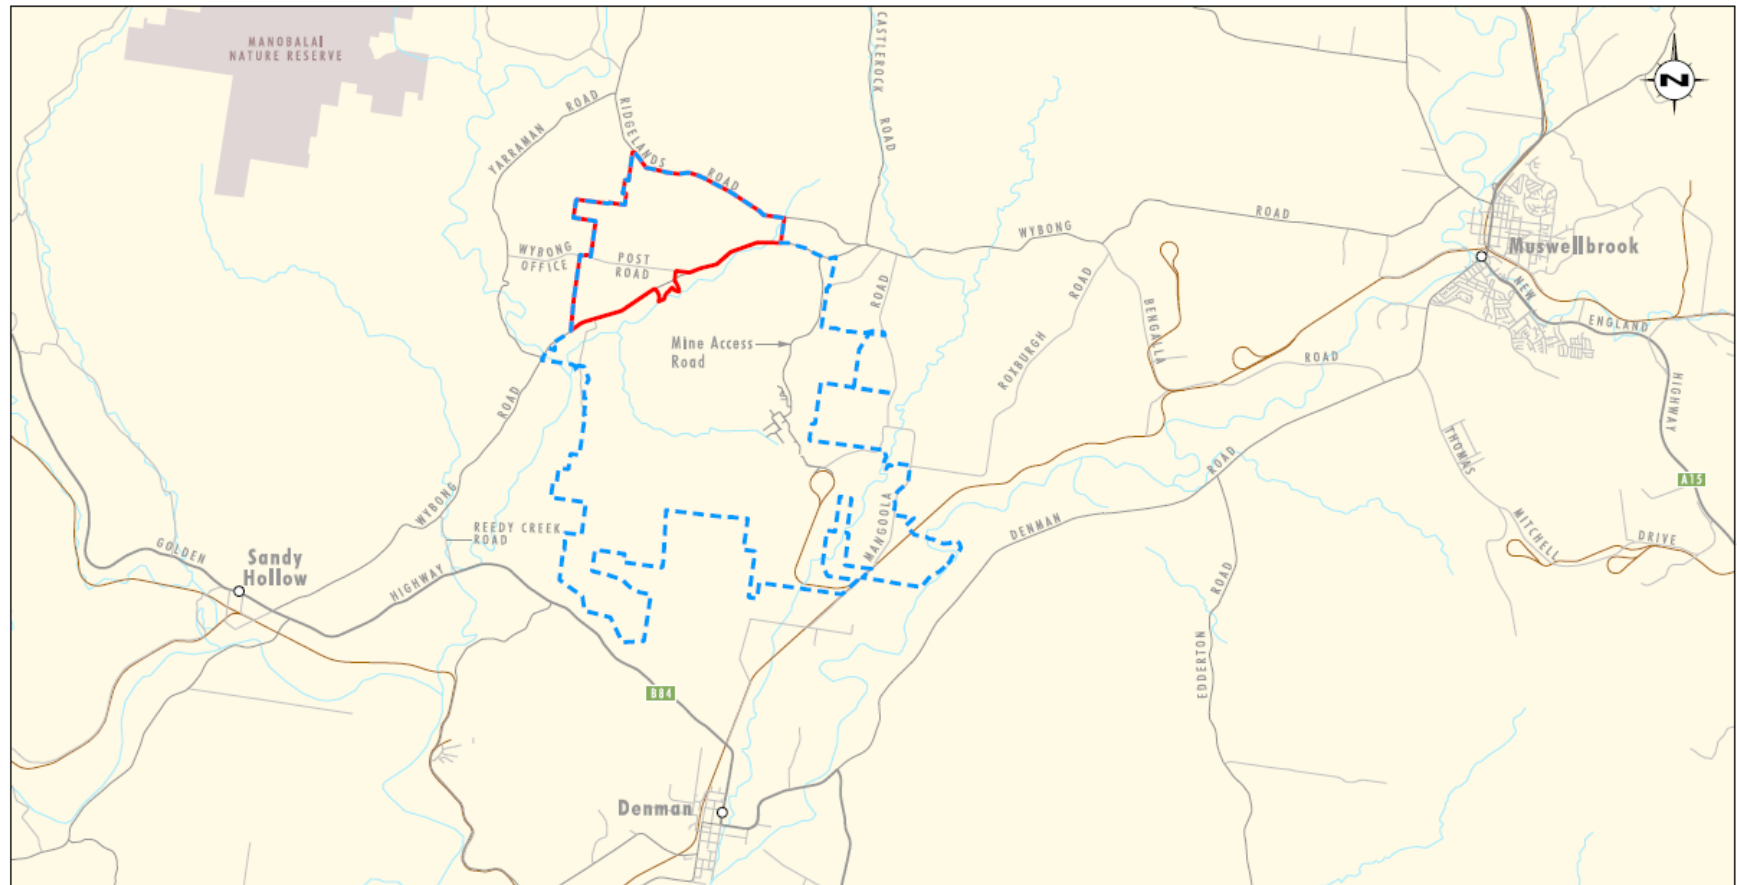 MANOBALAI
NATURE RESERVE
CASTLEROCK
ROAD
N
YARRAMAN ROAD
RIDGELANDS
ROAD
WYBONG
OFFICE
POST
ROAD
WYBONG
ROAD
Muswellbrook
NEW
ENGLAND
HIGHWAY
ROAD
ROAD
BENGALLA
ROAD
ROXBURGH
Mine Access
Road
ROAD
WYBONG
REEDY CREEK
ROAD
THOMAS
MITCHELL
DRIVE
A15
ROAD
DENMAN
MANGOOLA
GOLDEN
HIGHWAY
Sandy
Hollow
ROAD
EDDERTON
B84
Denman